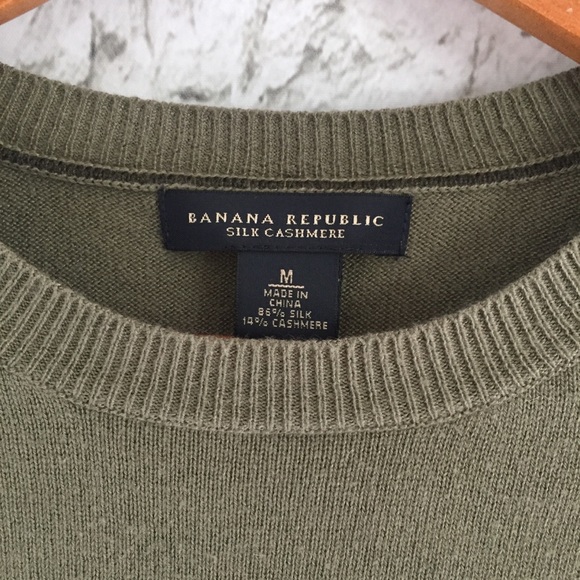 BANANA REPUBLIC
SILK CASHMERE
M
MADE IN
CHINA
86% SILK
14% CASHMERE